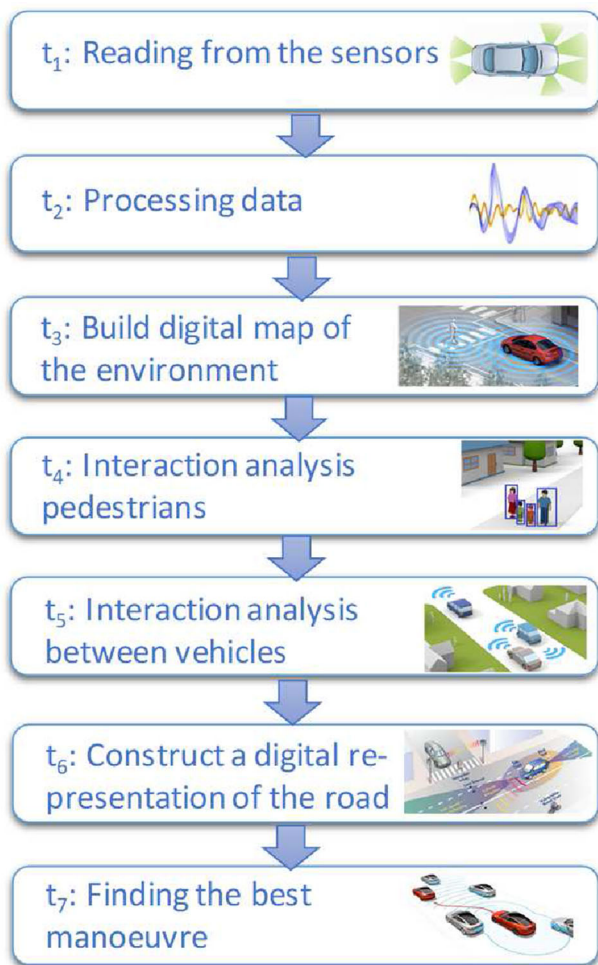 t₁: Reading from the sensors
t₂: Processing data
t₃: Build digital map of
the environment
t₄: Interaction analysis
pedestrians
t₅: Interaction analysis
between vehicles
t₆: Construct a digital re-
presentation of the road
t₇: Finding the best
manoeuvre